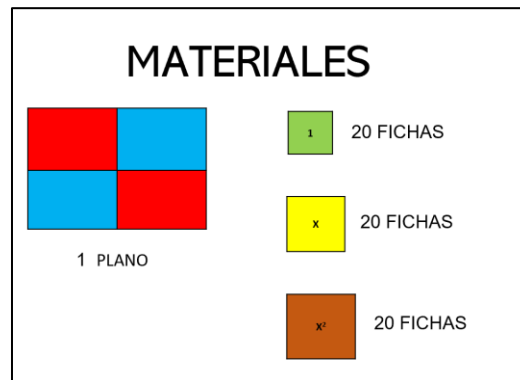 MATERIALES
1
20 FICHAS
X
20 FICHAS
1 PLANO
X²
20 FICHAS